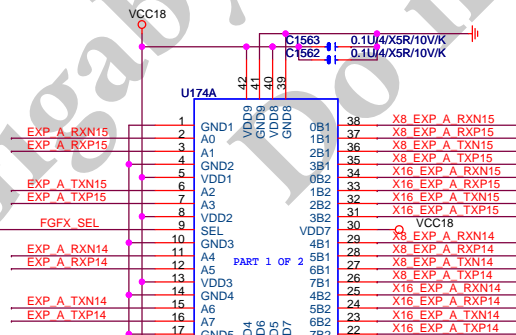 VCC18
C1563 0.1U/4/X5R/10V/K
C1562 0.1U/4/X5R/10V/K
42 41 40 39
U174A
VDD9 GND9 VDD8 GND8
1 GND1 0B1 38 X8_EXP_A_RXN15
EXP_A_RXN15 2 A0 1B1 37 X8_EXP_A_RXP15
EXP_A_RXP15 3 A1 2B1 36 X8_EXP_A_TXN15
4 GND2 3B1 35 X8_EXP_A_TXP15
5 VDD1 0B2 34 X16_EXP_A_RXN15
EXP_A_TXN15 6 A2 1B2 33 X16_EXP_A_RXP15
EXP_A_TXP15 7 A3 2B2 32 X16_EXP_A_TXN15
8 VDD2 3B2 31 X16_EXP_A_TXP15
FGFX_SEL 9 SEL VDD7 30 VCC18
10 GND3 4B1 29 X8_EXP_A_RXN14
EXP_A_RXN14 11 A4 5B1 28 X8_EXP_A_RXP14
EXP_A_RXP14 12 A5 PART 1 OF 2 6B1 27 X8_EXP_A_TXN14
13 VDD3 7B1 26 X8_EXP_A_TXP14
14 GND4 4B2 25 X16_EXP_A_RXN14
EXP_A_TXN14 15 A6 5B2 24 X16_EXP_A_RXP14
EXP_A_TXP14 16 A7 6B2 23 X16_EXP_A_TXN14
17 GND5 7B2 22 X16_EXP_A_TXP14